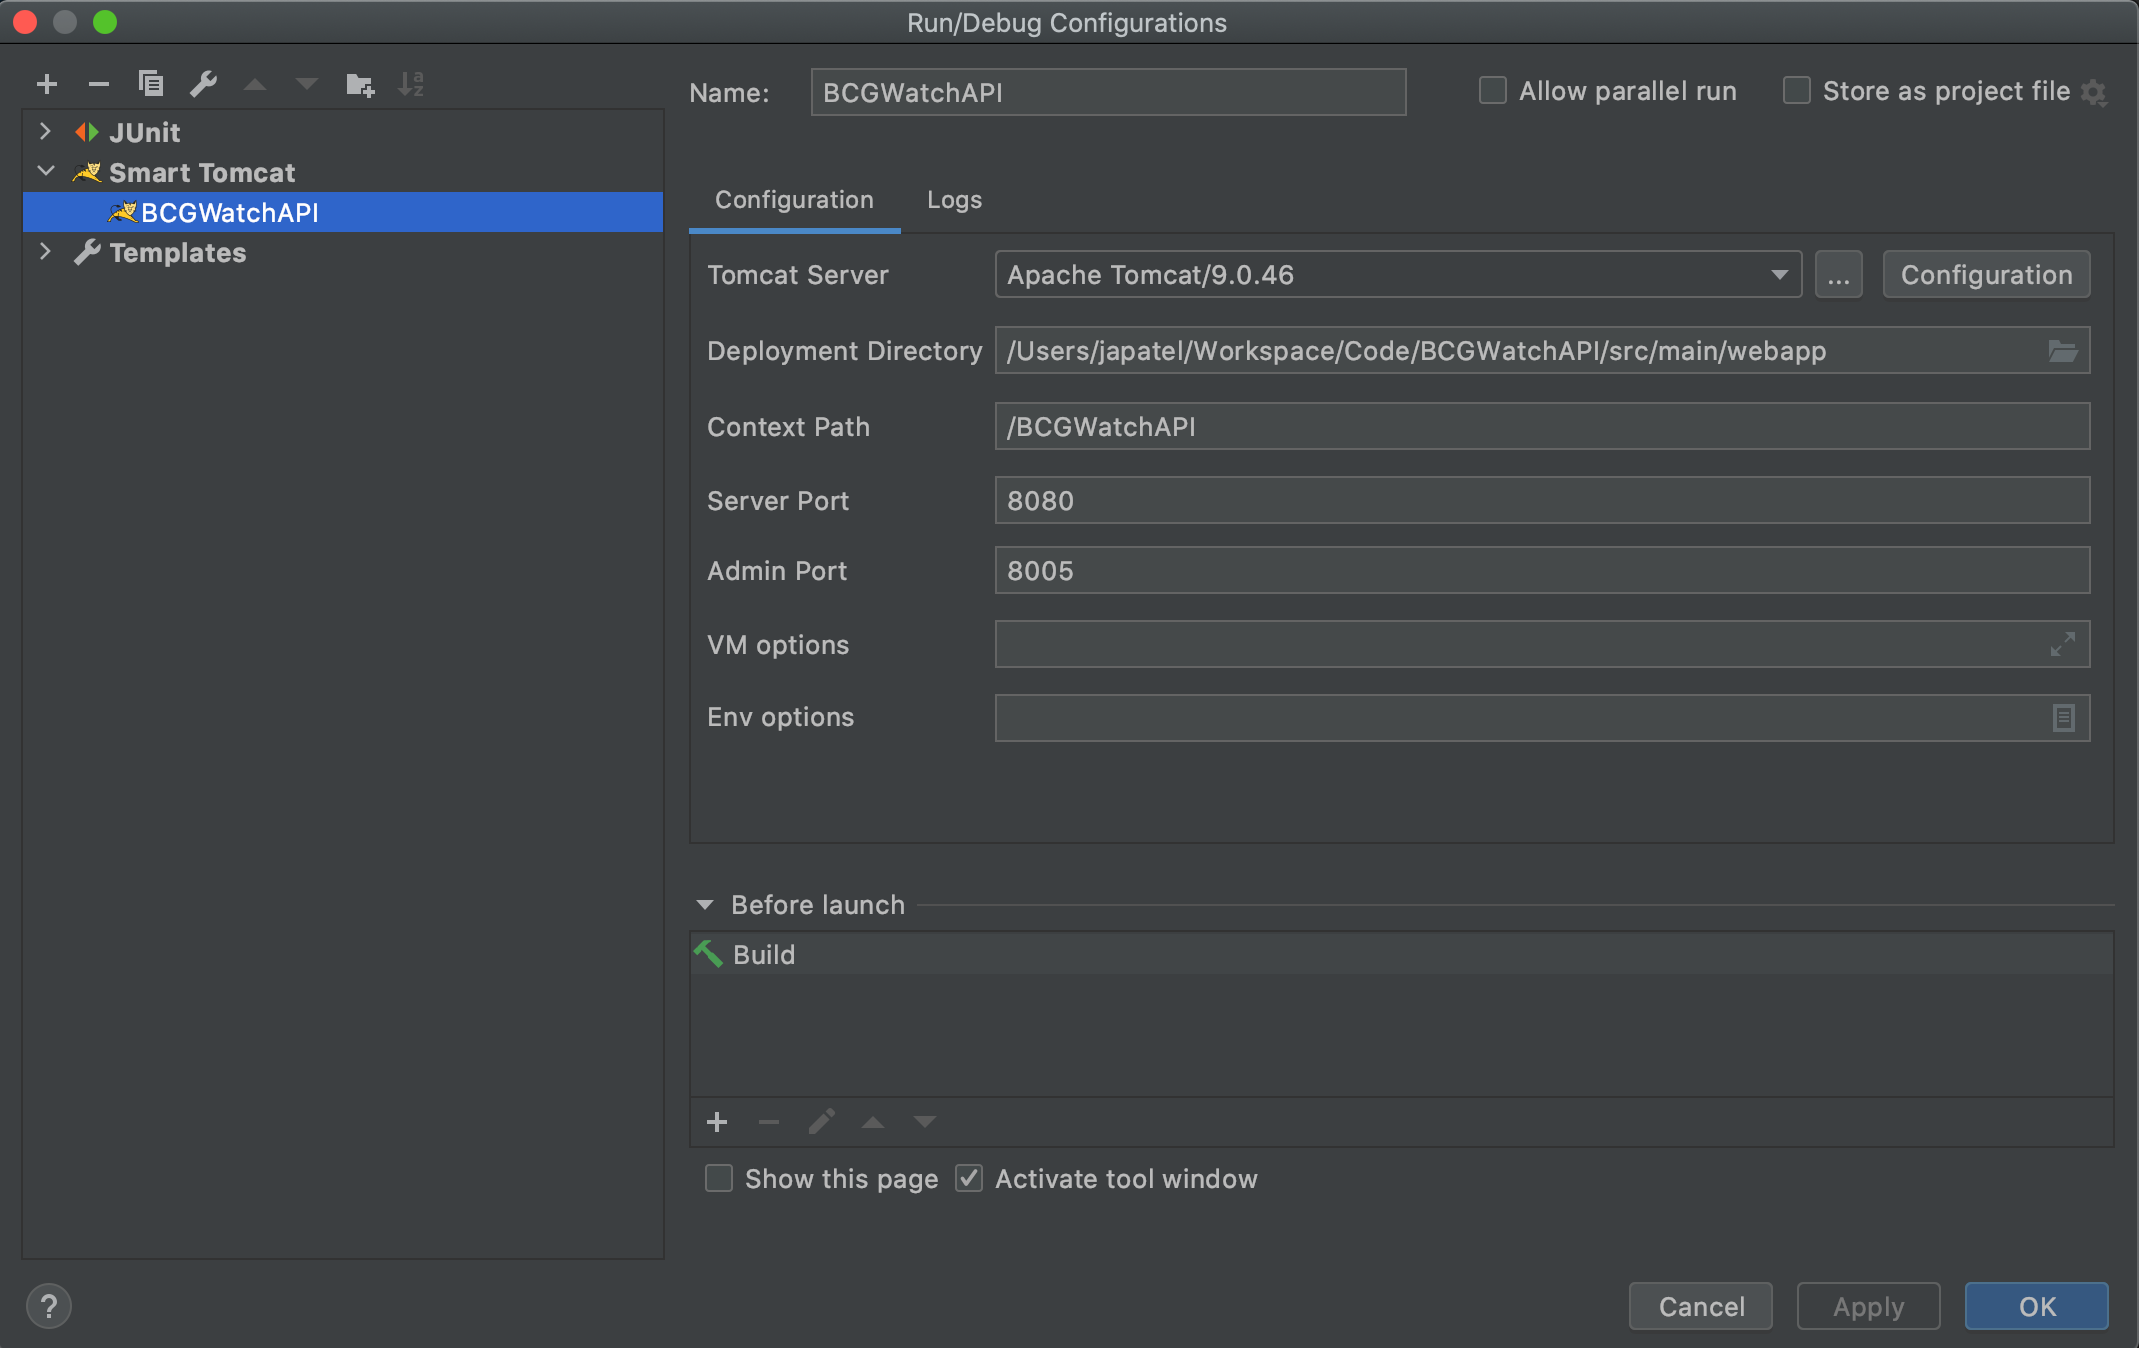 Run/Debug Configurations
Name: BCGWatchAPI
Allow parallel run
Store as project file
JUnit
Smart Tomcat
BCGWatchAPI
Templates
Configuration Logs
Tomcat Server Apache Tomcat/9.0.46 ... Configuration
Deployment Directory /Users/japatel/Workspace/Code/BCGWatchAPI/src/main/webapp
Context Path /BCGWatchAPI
Server Port 8080
Admin Port 8005
VM options
Env options
Before launch
Build
Show this page Activate tool window
? Cancel Apply OK